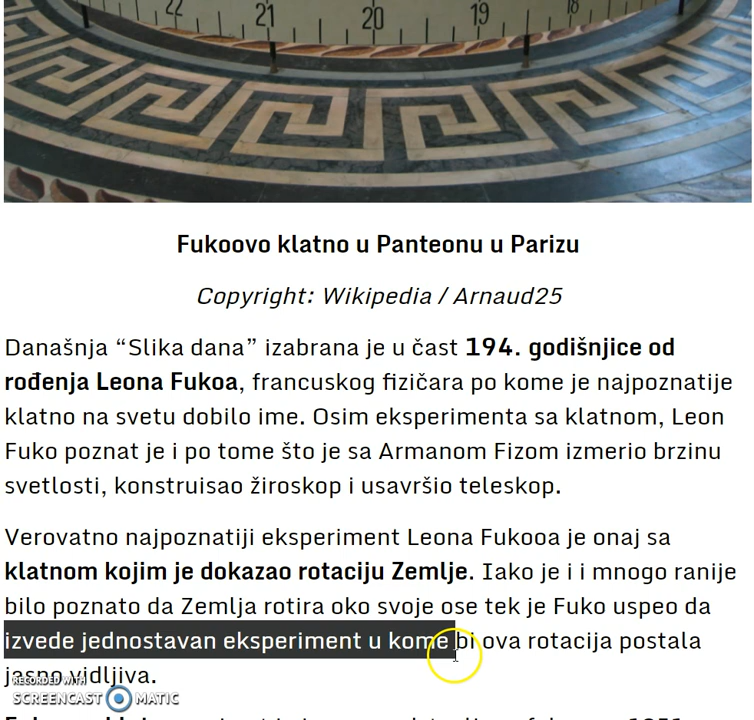 22 21 20 19 18
Fukoovo klatno u Panteonu u Parizu
Copyright: Wikipedia / Arnaud25
Današnja “Slika dana” izabrana je u čast 194. godišnjice od
rođenja Leona Fukoa, francuskog fizičara po kome je najpoznatije
klatno na svetu dobilo ime. Osim eksperimenta sa klatnom, Leon
Fuko poznat je i po tome što je sa Armanom Fizom izmerio brzinu
svetlosti, konstruisao žiroskop i usavršio teleskop.
Verovatno najpoznatiji eksperiment Leona Fukooa je onaj sa
klatnom kojim je dokazao rotaciju Zemlje. Iako je i i mnogo ranije
bilo poznato da Zemlja rotira oko svoje ose tek je Fuko uspeo da
izvede jednostavan eksperiment u kome bi ova rotacija postala
jasno vidljiva.
RECORDED WITH
SCREENCAST MATIC